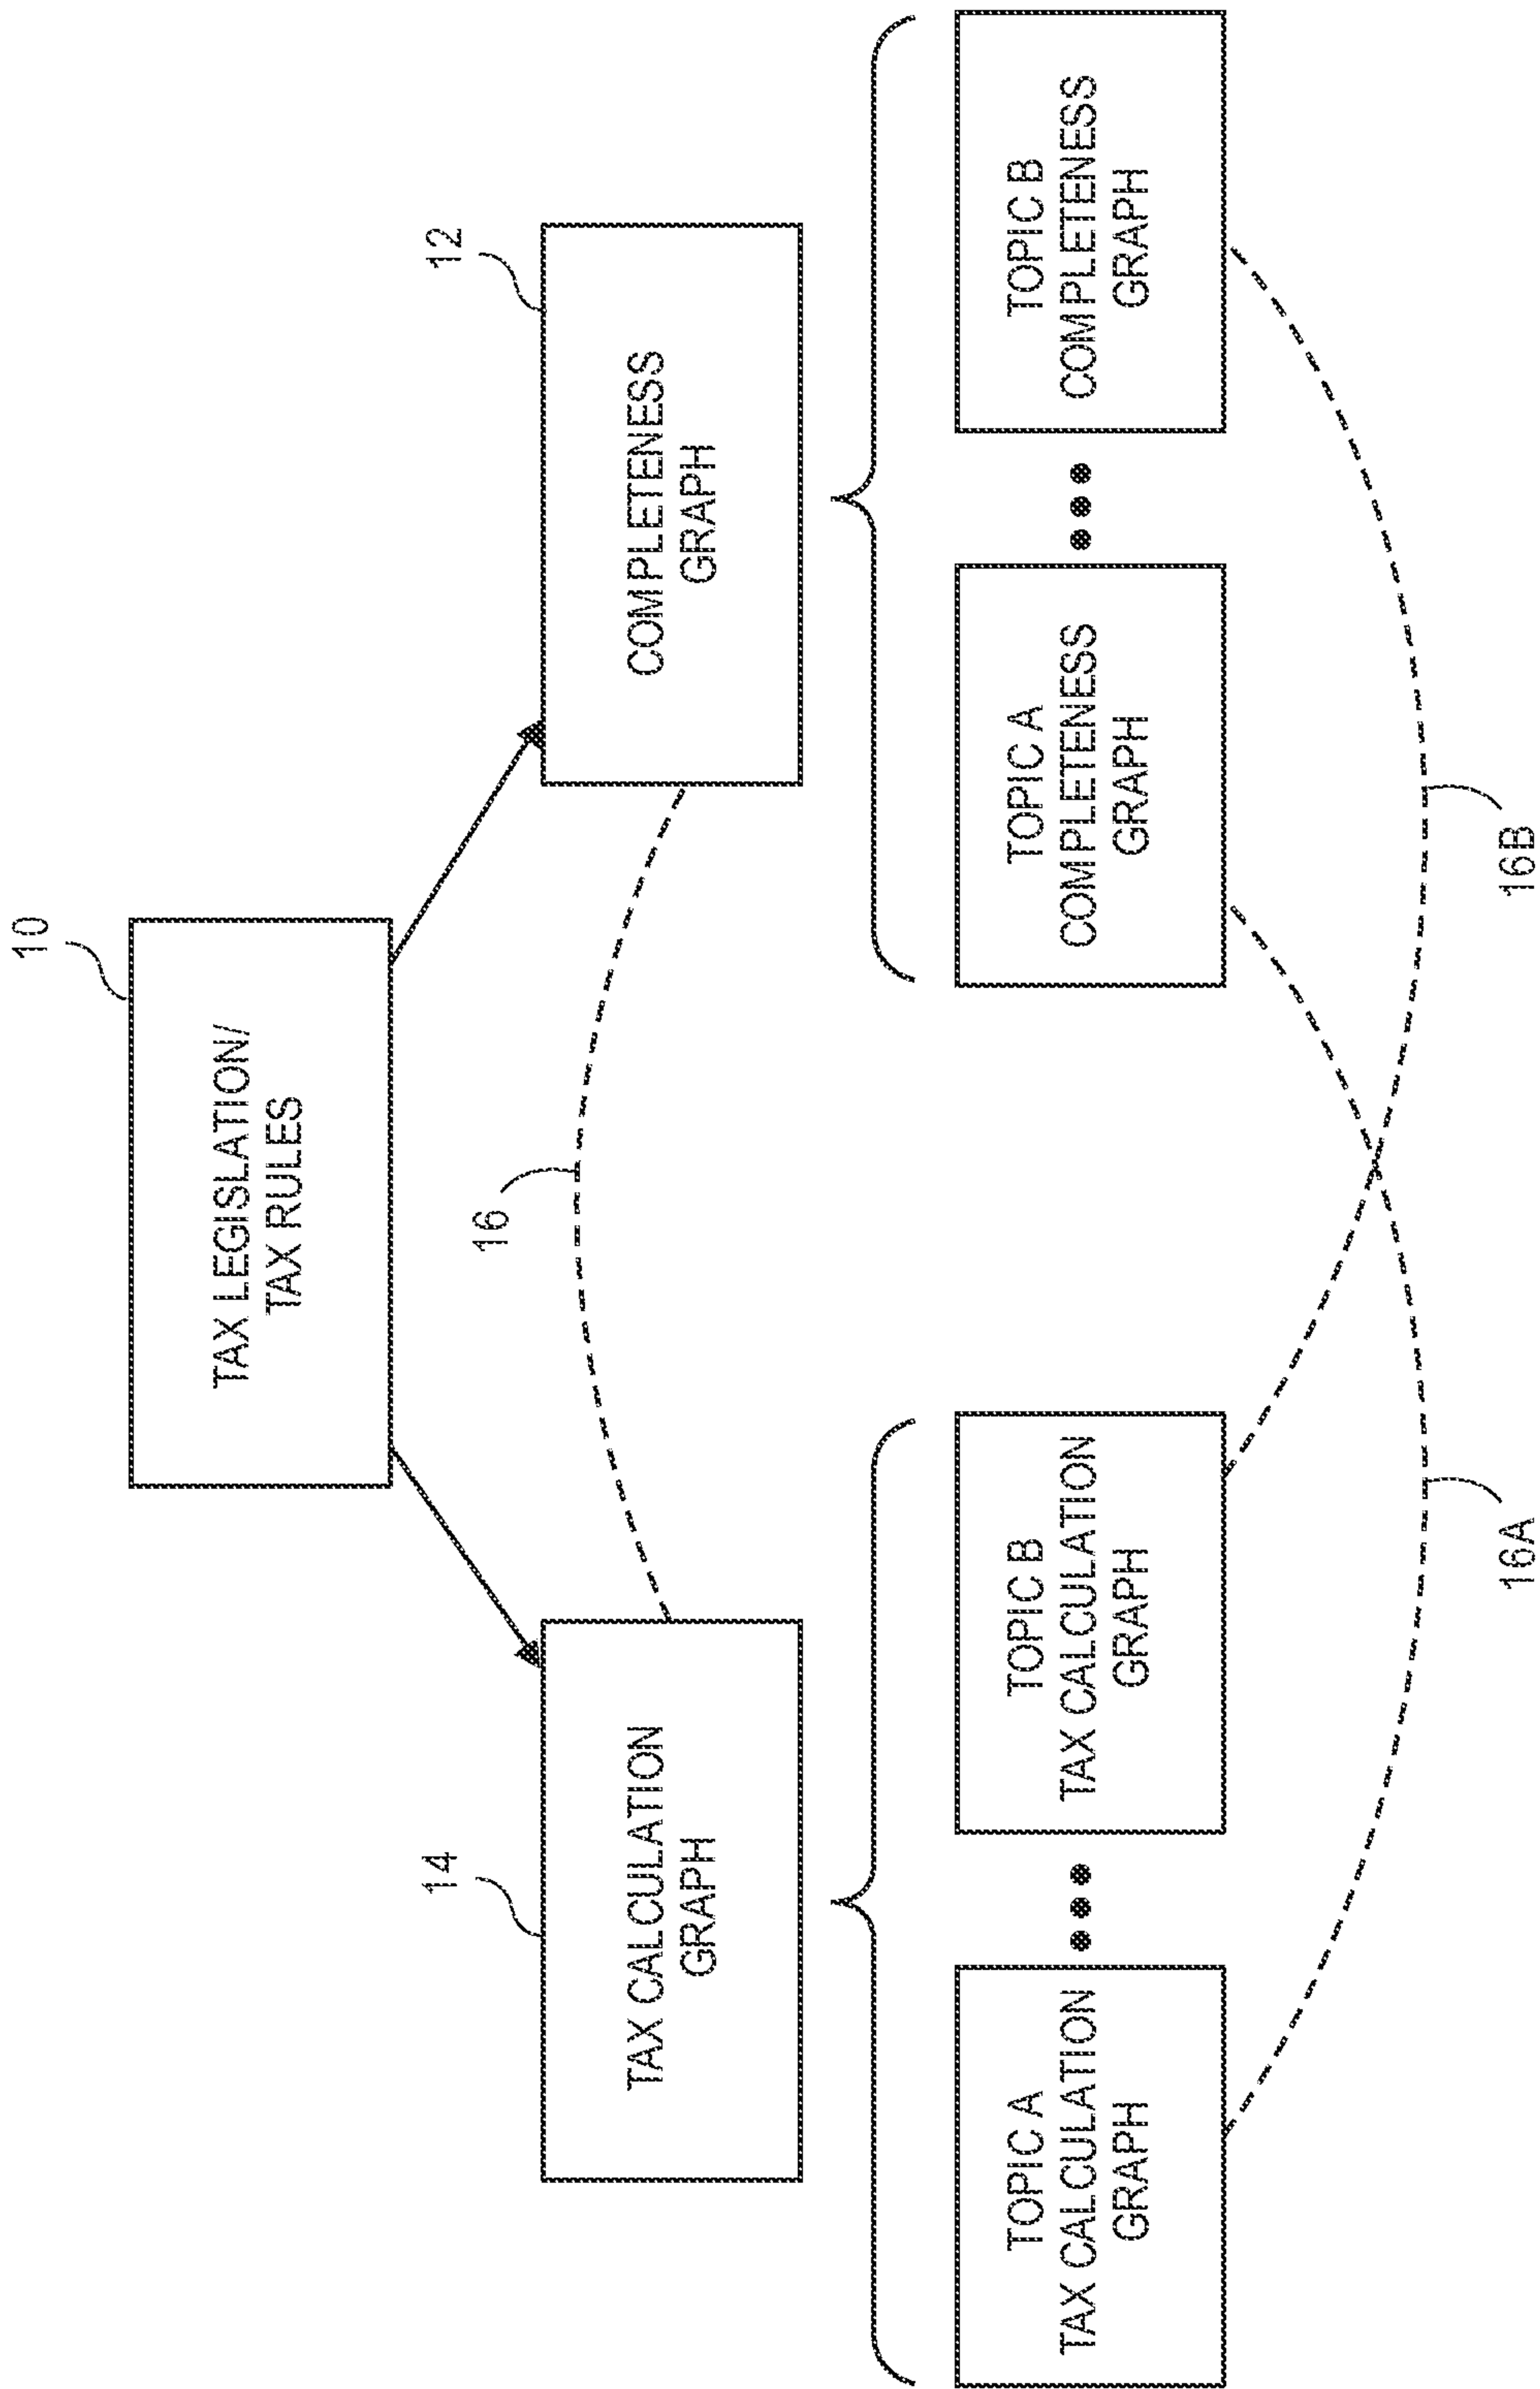 10
TAX LEGISLATION/
TAX RULES
14
TAX CALCULATION
GRAPH
16
12
COMPLETENESS
GRAPH
TOPIC A
TAX CALCULATION
GRAPH
TOPIC B
TAX CALCULATION
GRAPH
TOPIC A
COMPLETENESS
GRAPH
TOPIC B
COMPLETENESS
GRAPH
16A
16B